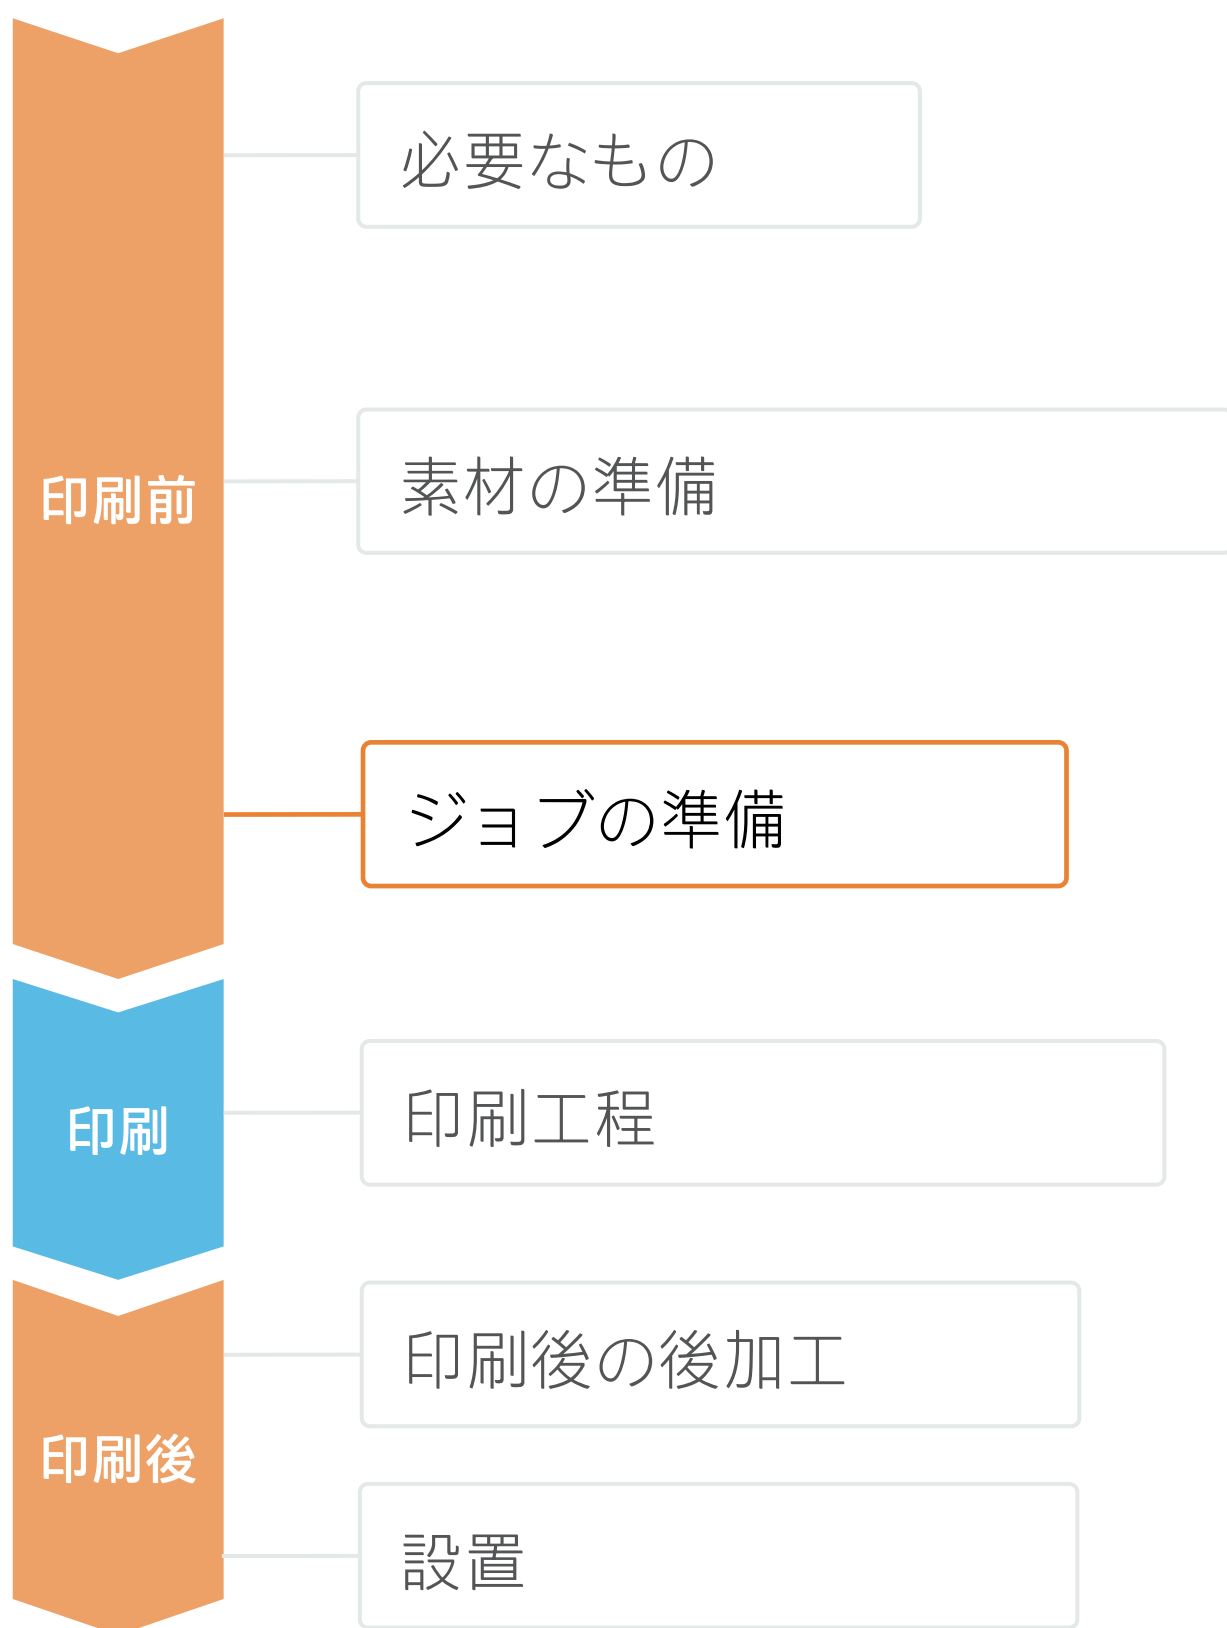 必要なもの
素材の準備
印刷前
ジョブの準備
印刷工程
印刷
印刷後の後加工
印刷後
設置